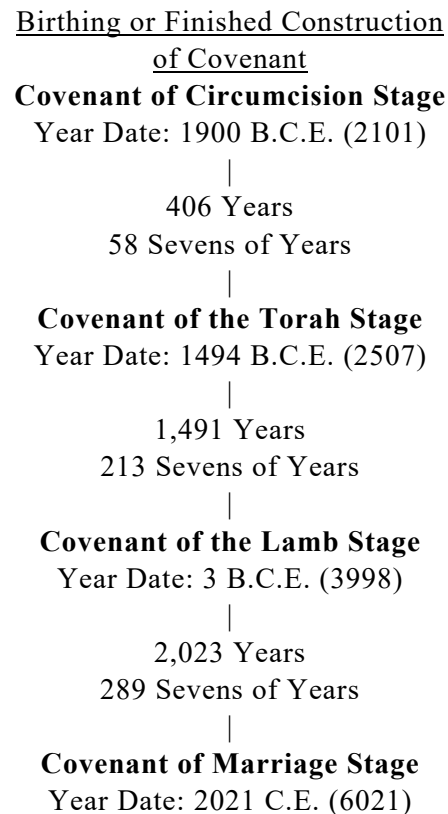 Birthing or Finished Construction
of Covenant
Covenant of Circumcision Stage
Year Date: 1900 B.C.E. (2101)
|
406 Years
58 Sevens of Years
|
Covenant of the Torah Stage
Year Date: 1494 B.C.E. (2507)
|
1,491 Years
213 Sevens of Years
|
Covenant of the Lamb Stage
Year Date: 3 B.C.E. (3998)
|
2,023 Years
289 Sevens of Years
|
Covenant of Marriage Stage
Year Date: 2021 C.E. (6021)